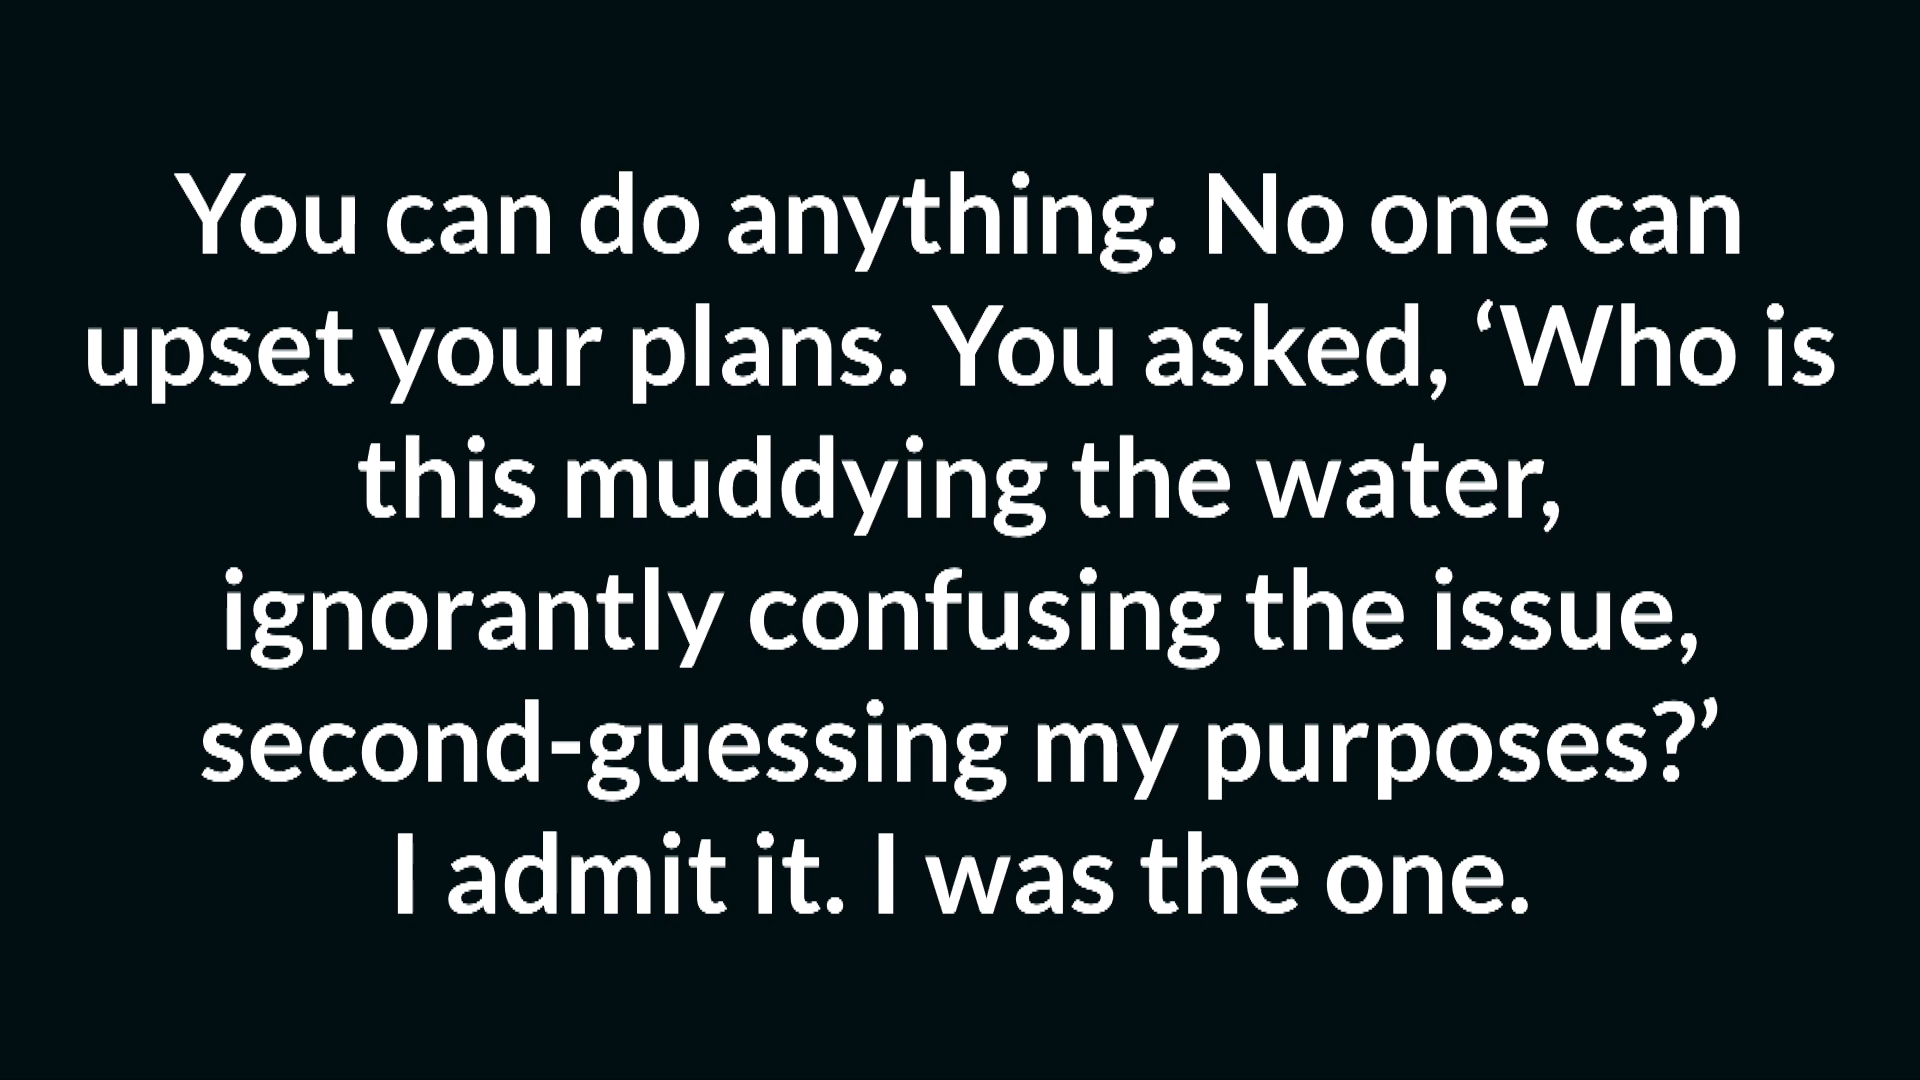 You can do anything. No one can
upset your plans. You asked, ‘Who is
this muddying the water,
ignorantly confusing the issue,
second-guessing my purposes?’
I admit it. I was the one.